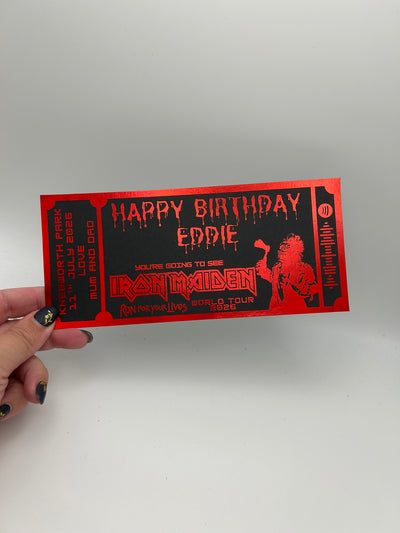 KNEBWORTH PARK
11TH JULY 2026
LOVE
MUM AND DAD
HAPPY BIRTHDAY
EDDIE
YOU'RE GOING TO SEE
IRON MAIDEN
RUN FOR YOUR LIVES WORLD TOUR
2026